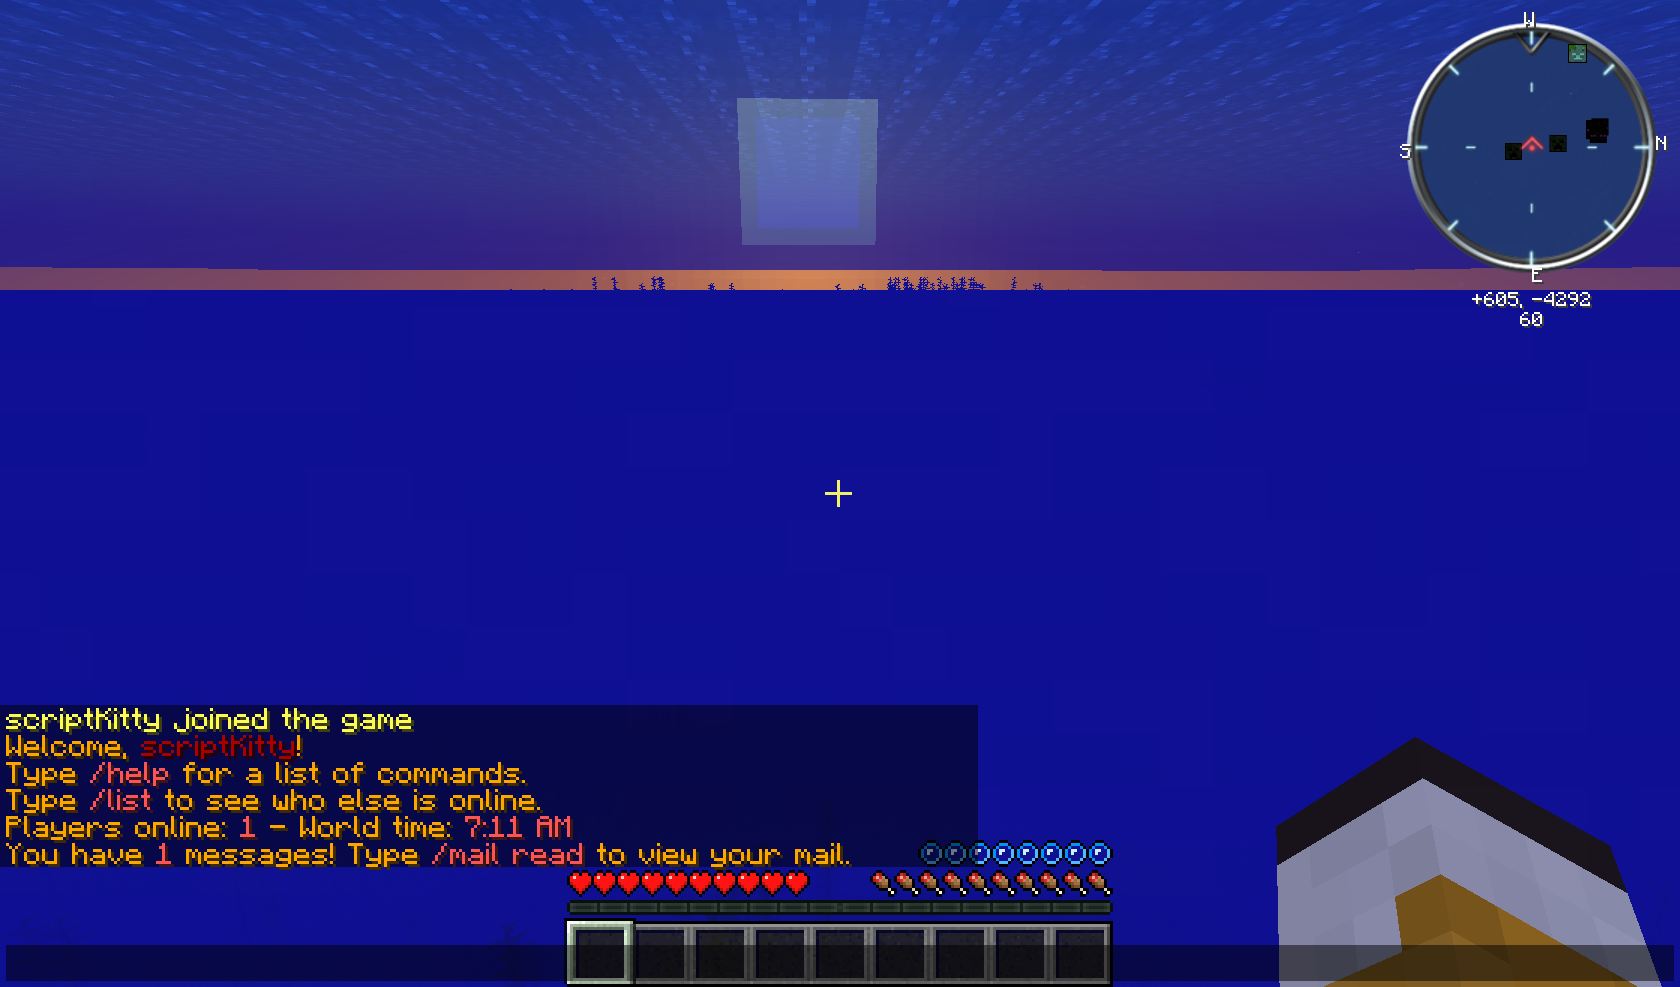 W
S
N
E
+605, -4292
60
scriptKitty joined the game
Welcome, scriptKitty!
Type /help for a list of commands.
Type /list to see who else is online.
Players online: 1 - World time: 7:11 AM
You have 1 messages! Type /mail read to view your mail.